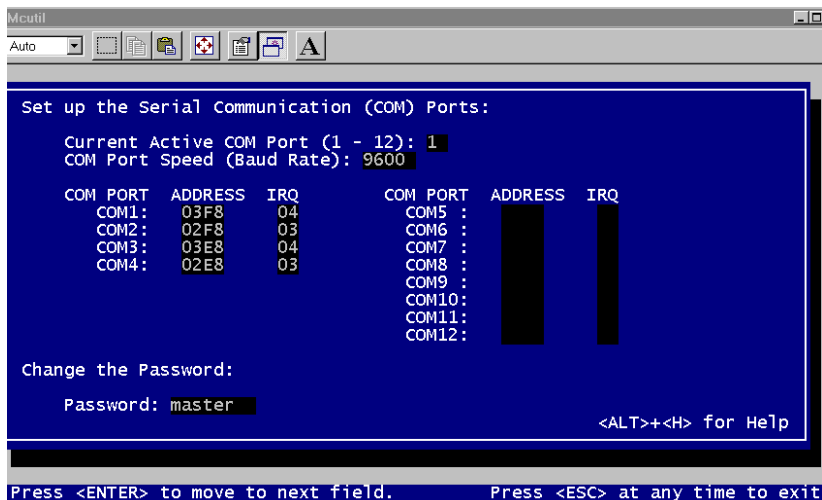 Mcutil
Auto
A
Set up the Serial Communication (COM) Ports:
Current Active COM Port (1 - 12): 1
COM Port Speed (Baud Rate): 9600
COM PORT ADDRESS IRQ COM PORT ADDRESS IRQ
COM1: 03F8 04 COM5 :
COM2: 02F8 03 COM6 :
COM3: 03E8 04 COM7 :
COM4: 02E8 03 COM8 :
COM9 :
COM10:
COM11:
COM12:
Change the Password:
Password: master
<ALT>+<H> for Help
Press <ENTER> to move to next field. Press <ESC> at any time to exit